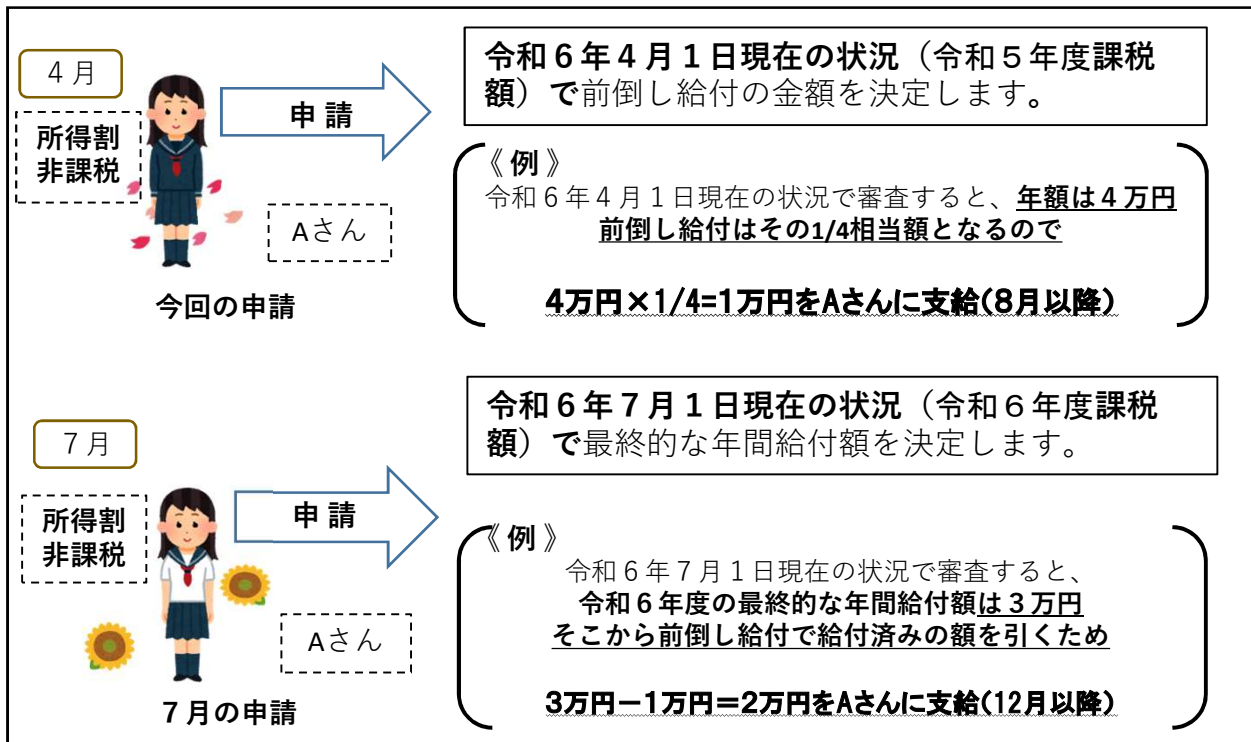 4月
所得割
非課税
申請
Aさん
今回の申請
令和6年4月1日現在の状況（令和5年度課税
額）で前倒し給付の金額を決定します。
《例》
令和6年4月1日現在の状況で審査すると、年額は4万円
前倒し給付はその1/4相当額となるので
4万円×1/4=1万円をAさんに支給(8月以降)
7月
所得割
非課税
申請
Aさん
7月の申請
令和6年7月1日現在の状況（令和6年度課税
額）で最終的な年間給付額を決定します。
《例》
令和6年7月1日現在の状況で審査すると、
令和6年度の最終的な年間給付額は3万円
そこから前倒し給付で給付済みの額を引くため
3万円－1万円＝2万円をAさんに支給(12月以降)